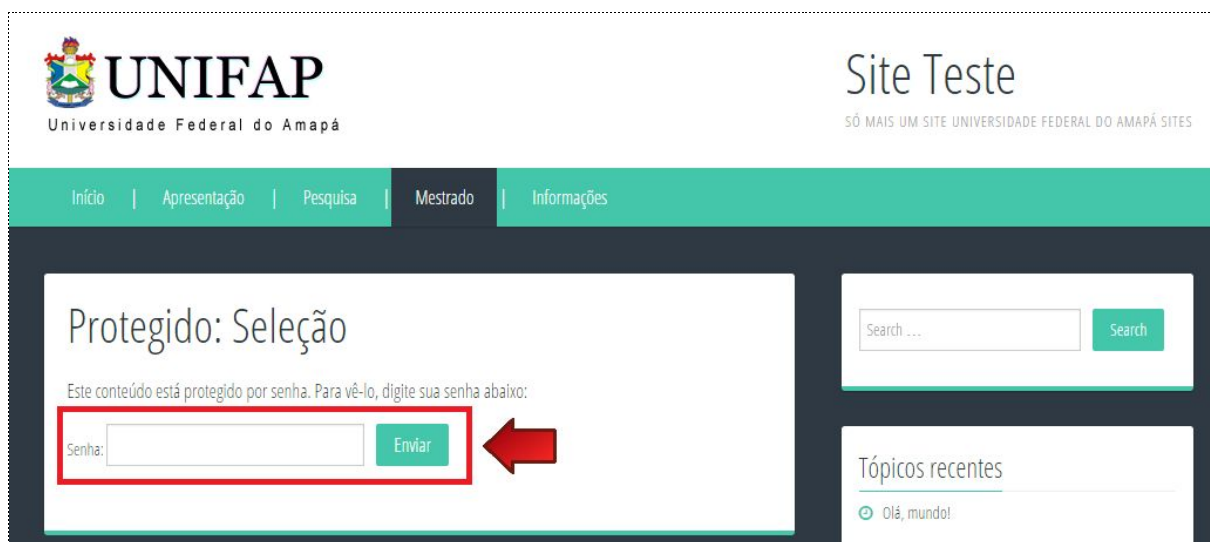 UNIFAP
Universidade Federal do Amapá
Site Teste
SÓ MAIS UM SITE UNIVERSIDADE FEDERAL DO AMAPÁ SITES
Início | Apresentação | Pesquisa | Mestrado | Informações
Protegido: Seleção
Este conteúdo está protegido por senha. Para vê-lo, digite sua senha abaixo:
Senha: Enviar
Search ... Search
Tópicos recentes
Olá, mundo!